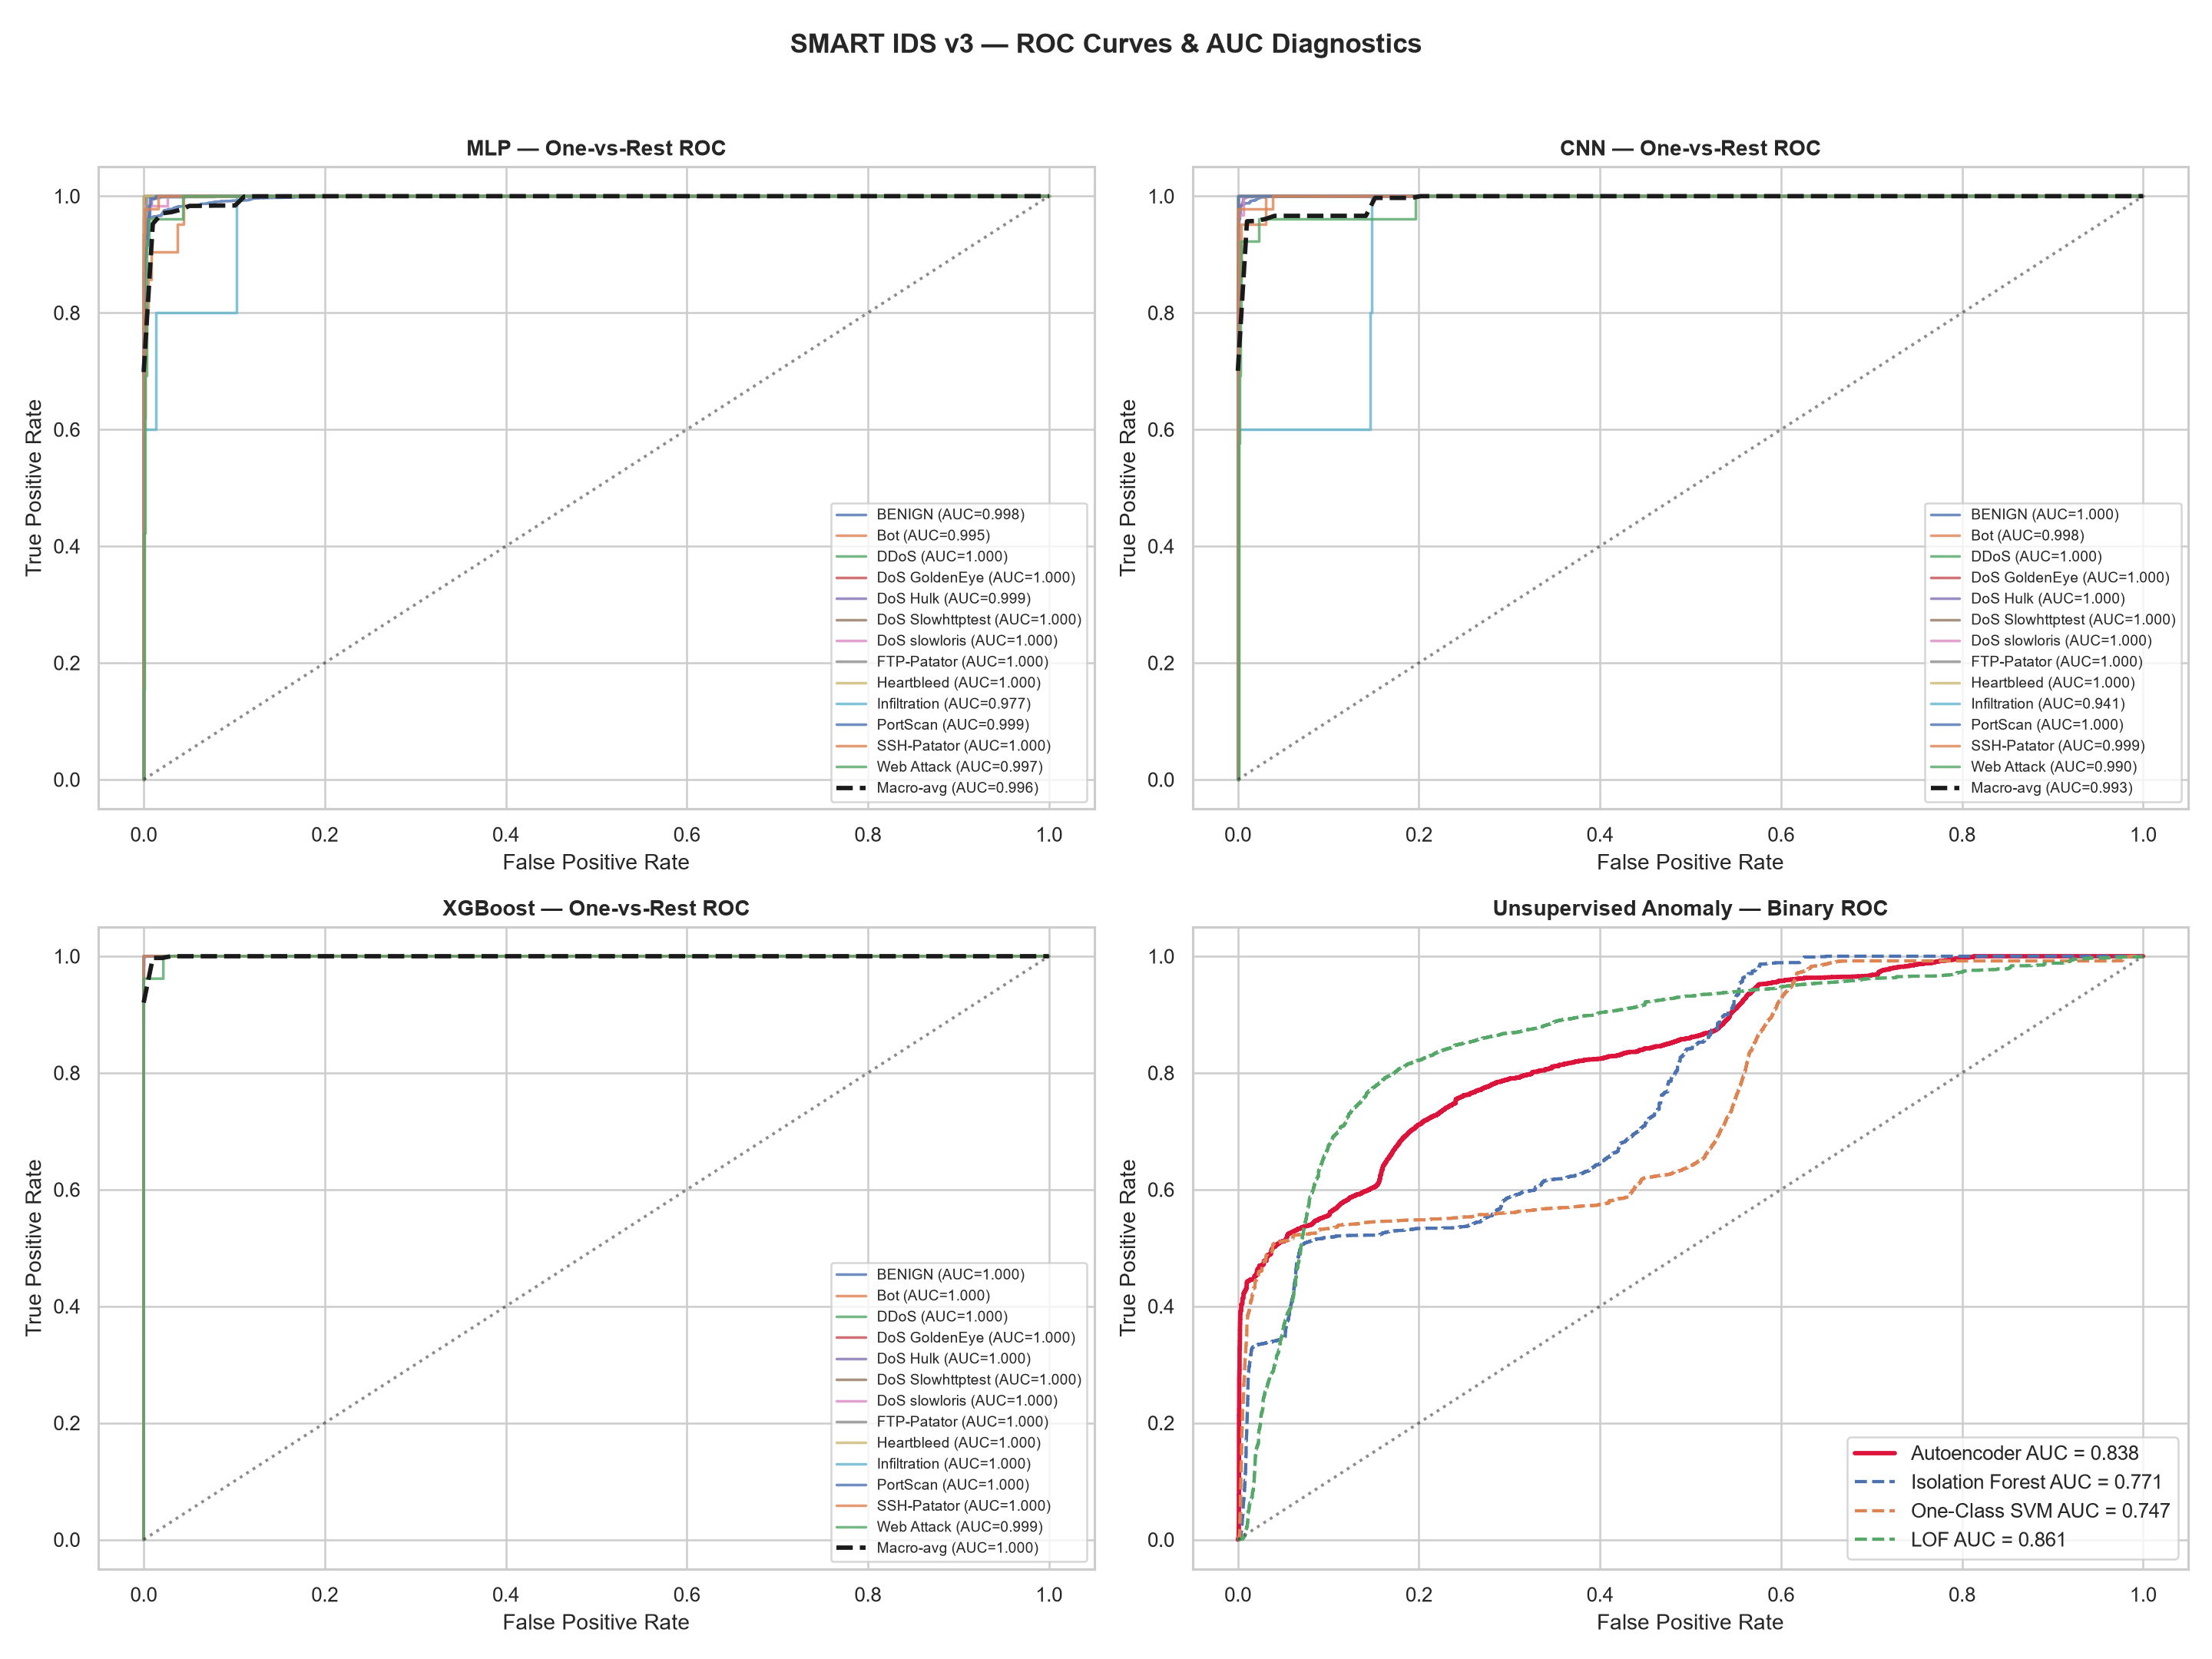 SMART IDS v3 — ROC Curves & AUC Diagnostics
MLP — One-vs-Rest ROC
True Positive Rate
1.0
0.8
0.6
0.4
0.2
0.0
BENIGN (AUC=0.998)
Bot (AUC=0.995)
DDoS (AUC=1.000)
DoS GoldenEye (AUC=1.000)
DoS Hulk (AUC=0.999)
DoS Slowhttptest (AUC=1.000)
DoS slowloris (AUC=1.000)
FTP-Patator (AUC=1.000)
Heartbleed (AUC=1.000)
Infiltration (AUC=0.977)
PortScan (AUC=0.999)
SSH-Patator (AUC=1.000)
Web Attack (AUC=0.997)
Macro-avg (AUC=0.996)
0.0 0.2 0.4 0.6 0.8 1.0
False Positive Rate
CNN — One-vs-Rest ROC
True Positive Rate
1.0
0.8
0.6
0.4
0.2
0.0
BENIGN (AUC=1.000)
Bot (AUC=0.998)
DDoS (AUC=1.000)
DoS GoldenEye (AUC=1.000)
DoS Hulk (AUC=1.000)
DoS Slowhttptest (AUC=1.000)
DoS slowloris (AUC=1.000)
FTP-Patator (AUC=1.000)
Heartbleed (AUC=1.000)
Infiltration (AUC=0.941)
PortScan (AUC=1.000)
SSH-Patator (AUC=0.999)
Web Attack (AUC=0.990)
Macro-avg (AUC=0.993)
0.0 0.2 0.4 0.6 0.8 1.0
False Positive Rate
XGBoost — One-vs-Rest ROC
True Positive Rate
1.0
0.8
0.6
0.4
0.2
0.0
BENIGN (AUC=1.000)
Bot (AUC=1.000)
DDoS (AUC=1.000)
DoS GoldenEye (AUC=1.000)
DoS Hulk (AUC=1.000)
DoS Slowhttptest (AUC=1.000)
DoS slowloris (AUC=1.000)
FTP-Patator (AUC=1.000)
Heartbleed (AUC=1.000)
Infiltration (AUC=1.000)
PortScan (AUC=1.000)
SSH-Patator (AUC=1.000)
Web Attack (AUC=0.999)
Macro-avg (AUC=1.000)
0.0 0.2 0.4 0.6 0.8 1.0
False Positive Rate
Unsupervised Anomaly — Binary ROC
True Positive Rate
1.0
0.8
0.6
0.4
0.2
0.0
Autoencoder AUC = 0.838
Isolation Forest AUC = 0.771
One-Class SVM AUC = 0.747
LOF AUC = 0.861
0.0 0.2 0.4 0.6 0.8 1.0
False Positive Rate